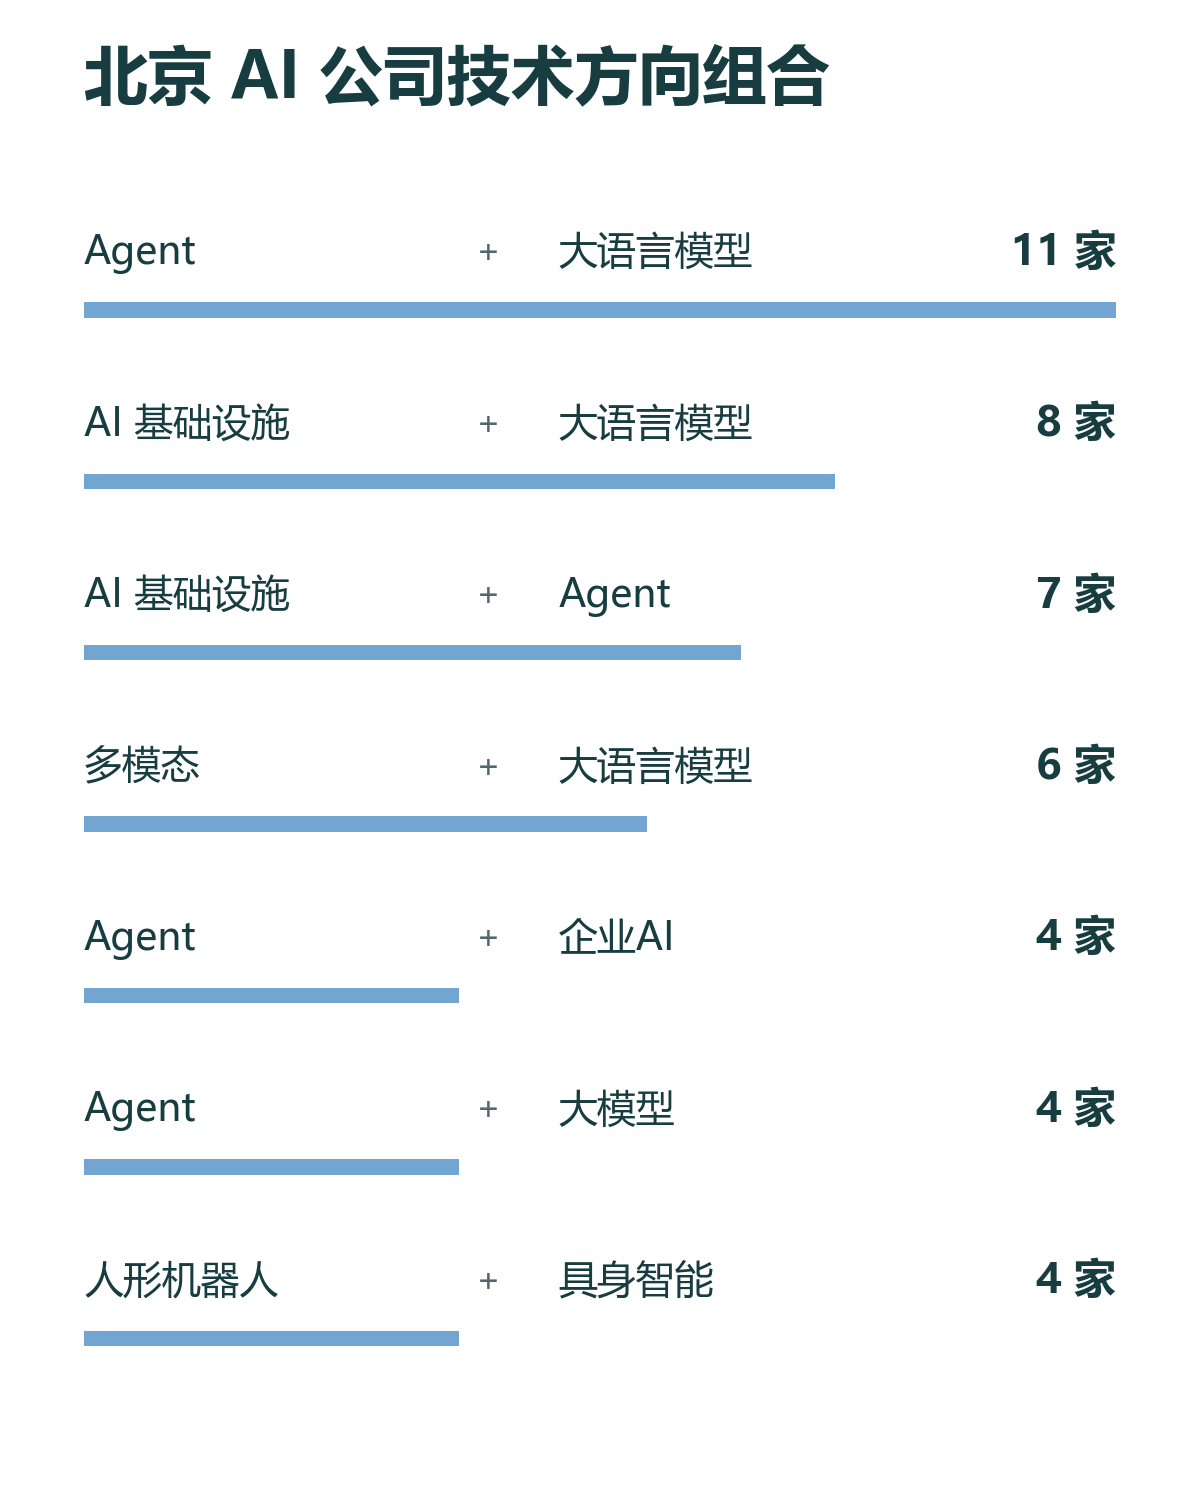 北京 AI 公司技术方向组合
Agent + 大语言模型 11 家
AI 基础设施 + 大语言模型 8 家
AI 基础设施 + Agent 7 家
多模态 + 大语言模型 6 家
Agent + 企业AI 4 家
Agent + 大模型 4 家
人形机器人 + 具身智能 4 家